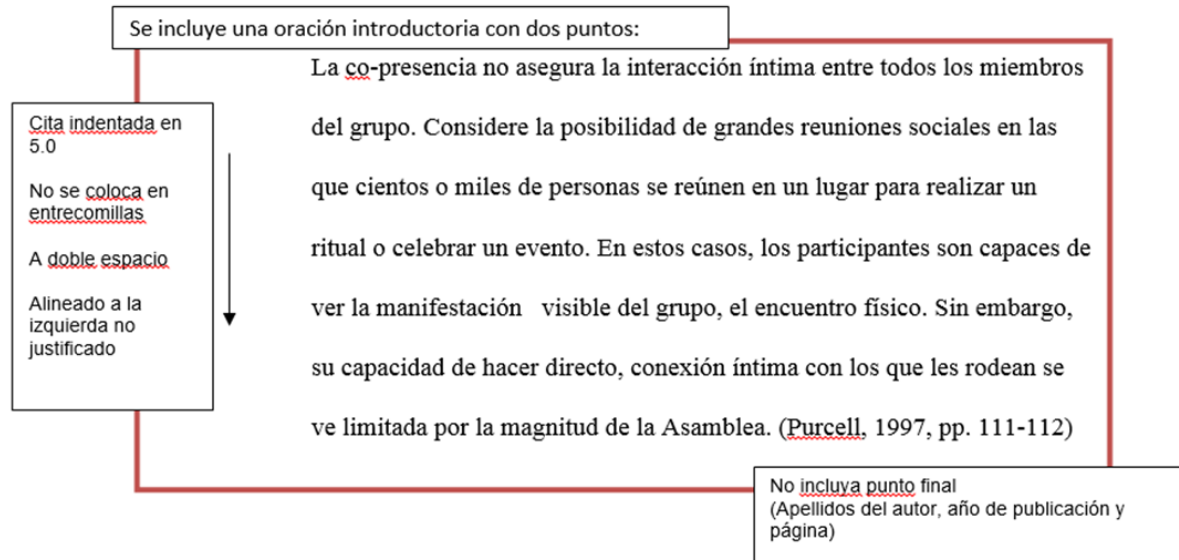 Se incluye una oración introductoria con dos puntos:
La co-presencia no asegura la interacción íntima entre todos los miembros
del grupo. Considere la posibilidad de grandes reuniones sociales en las
que cientos o miles de personas se reúnen en un lugar para realizar un
ritual o celebrar un evento. En estos casos, los participantes son capaces de
ver la manifestación visible del grupo, el encuentro físico. Sin embargo,
su capacidad de hacer directo, conexión íntima con los que les rodean se
ve limitada por la magnitud de la Asamblea. (Purcell, 1997, pp. 111-112)
Cita indentada en
5.0
No se coloca en
entrecomillas
A doble espacio
Alineado a la
izquierda no
justificado
No incluya punto final
(Apellidos del autor, año de publicación y
página)